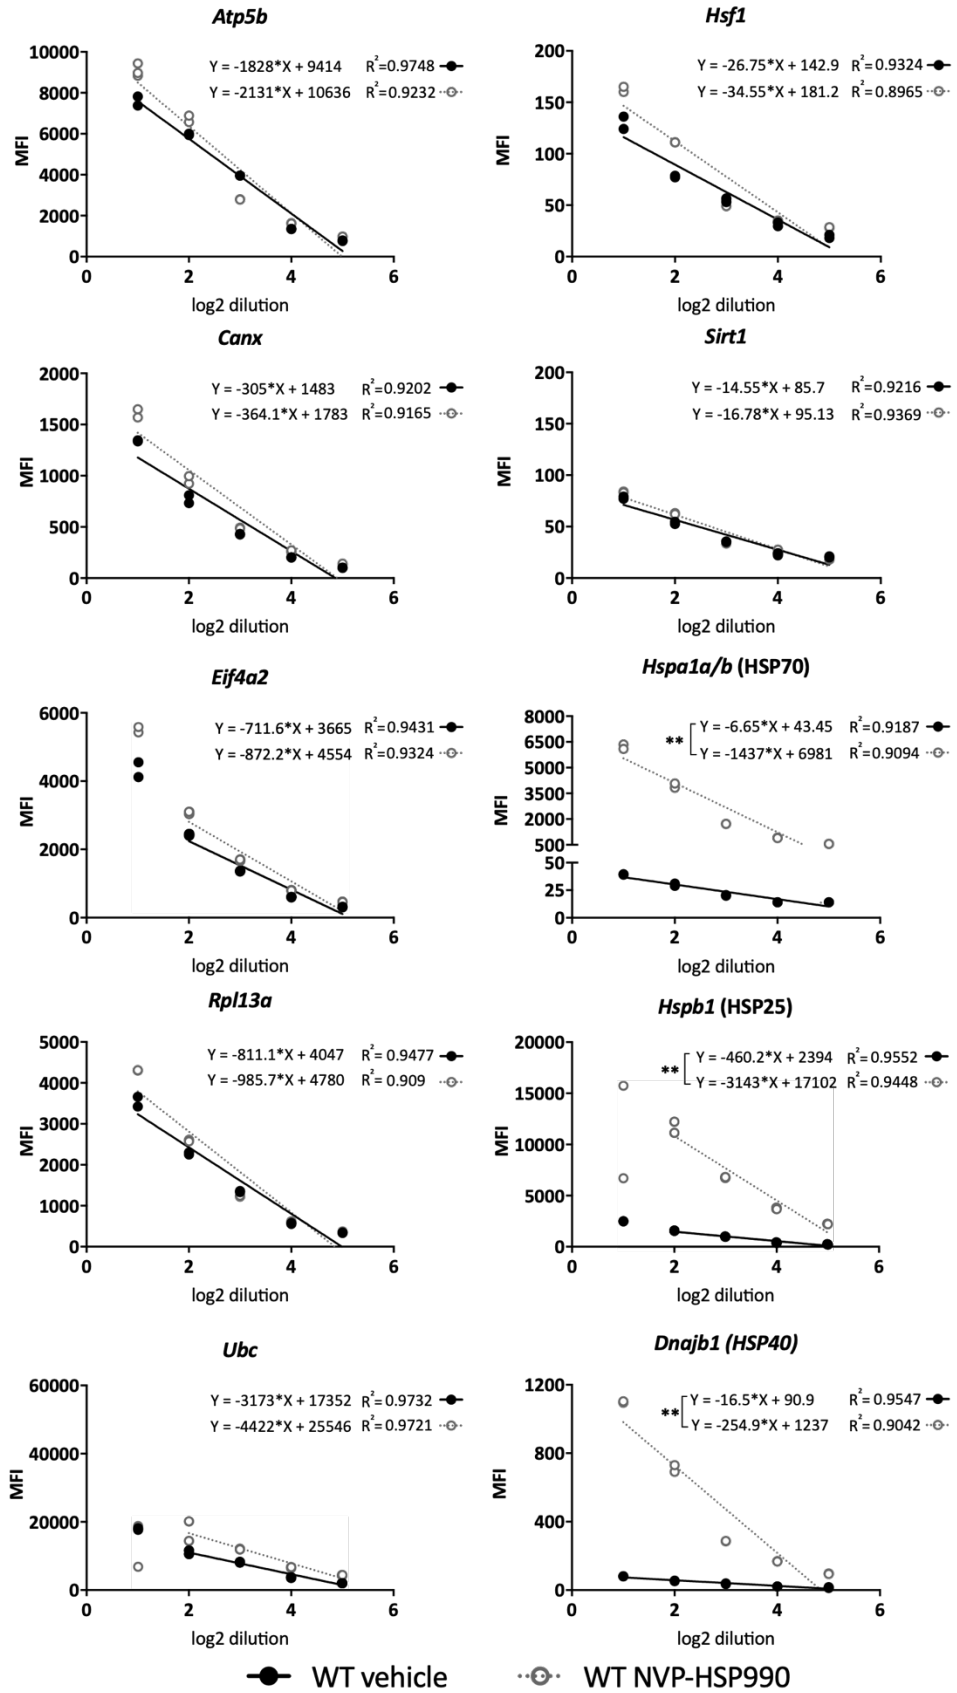 Atp5b
10000
8000
6000
4000
2000
0
MFI
Y = -1828*X + 9414 R²=0.9748
Y = -2131*X + 10636 R²=0.9232
0 2 4 6
log2 dilution
Hsf1
200
150
100
50
0
MFI
Y = -26.75*X + 142.9 R²=0.9324
Y = -34.55*X + 181.2 R²=0.8965
0 2 4 6
log2 dilution
Canx
2000
1500
1000
500
0
MFI
Y = -305*X + 1483 R²=0.9202
Y = -364.1*X + 1783 R²=0.9165
0 2 4 6
log2 dilution
Sirt1
200
150
100
50
0
MFI
Y = -14.55*X + 85.7 R²=0.9216
Y = -16.78*X + 95.13 R²=0.9369
0 2 4 6
log2 dilution
Eif4a2
6000
4000
2000
0
MFI
Y = -711.6*X + 3665 R²=0.9431
Y = -872.2*X + 4554 R²=0.9324
0 2 4 6
log2 dilution
Hspa1a/b (HSP70)
8000
6500
5000
3500
2000
500
50
25
0
MFI
**
Y = -6.65*X + 43.45 R²=0.9187
Y = -1437*X + 6981 R²=0.9094
0 2 4 6
log2 dilution
Rpl13a
5000
4000
3000
2000
1000
0
MFI
Y = -811.1*X + 4047 R²= 0.9477
Y = -985.7*X + 4780 R²= 0.909
0 2 4 6
log2 dilution
Hspb1 (HSP25)
20000
15000
10000
5000
0
MFI
**
Y = -460.2*X + 2394 R²=0.9552
Y = -3143*X + 17102 R²=0.9448
0 2 4 6
log2 dilution
Ubc
60000
40000
20000
0
MFI
Y = -3173*X + 17352 R²=0.9732
Y = -4422*X + 25546 R²=0.9721
0 2 4 6
log2 dilution
Dnajb1 (HSP40)
1200
800
400
0
MFI
**
Y = -16.5*X + 90.9 R²=0.9547
Y = -254.9*X + 1237 R²=0.9042
0 2 4 6
log2 dilution
WT vehicle WT NVP-HSP990